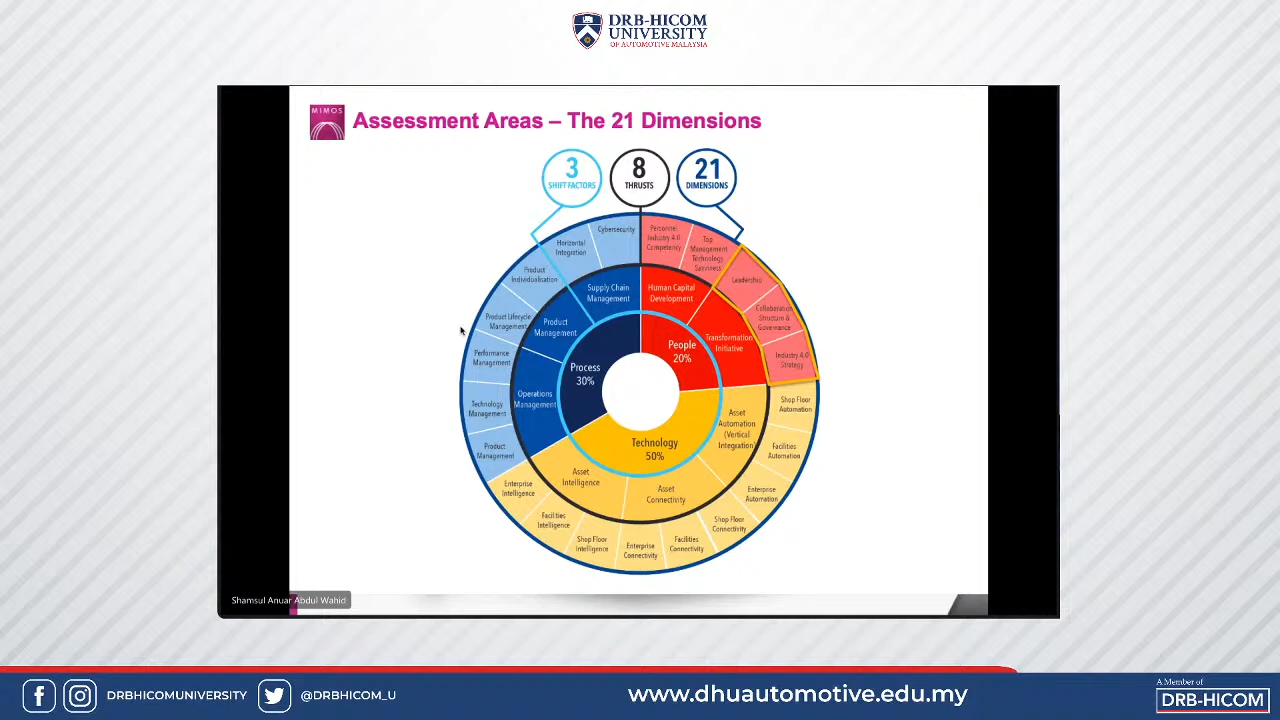 DRB-HICOM
UNIVERSITY
OF AUTOMOTIVE MALAYSIA
MIMOS
Assessment Areas – The 21 Dimensions
3
SHIFT FACTORS
8
THRUSTS
21
DIMENSIONS
Cybersecurity
Horizontal
Integration
Product
Individualisation
Product Lifecycle
Management
Performance
Management
Technology
Management
Product
Management
Personnel
Industry 4.0
Competency
Top
Management
Technology
Savviness
Leadership
Collaboration
Structure &
Governance
Industry 4.0
Strategy
Shop Floor
Automation
Facilities
Automation
Enterprise
Automation
Shop Floor
Connectivity
Facilities
Connectivity
Enterprise
Connectivity
Shop Floor
Intelligence
Facilities
Intelligence
Enterprise
Intelligence
Supply Chain
Management
Product
Management
Operations
Management
Human Capital
Development
Transformation
Initiative
Asset
Automation
(Vertical
Integration)
Asset
Connectivity
Asset
Intelligence
Process
30%
People
20%
Technology
50%
Shamsul Anuar Abdul Wahid
DRBHICOMUNIVERSITY
@DRBHICOM_U
www.dhuautomotive.edu.my
A Member of
DRB-HICOM